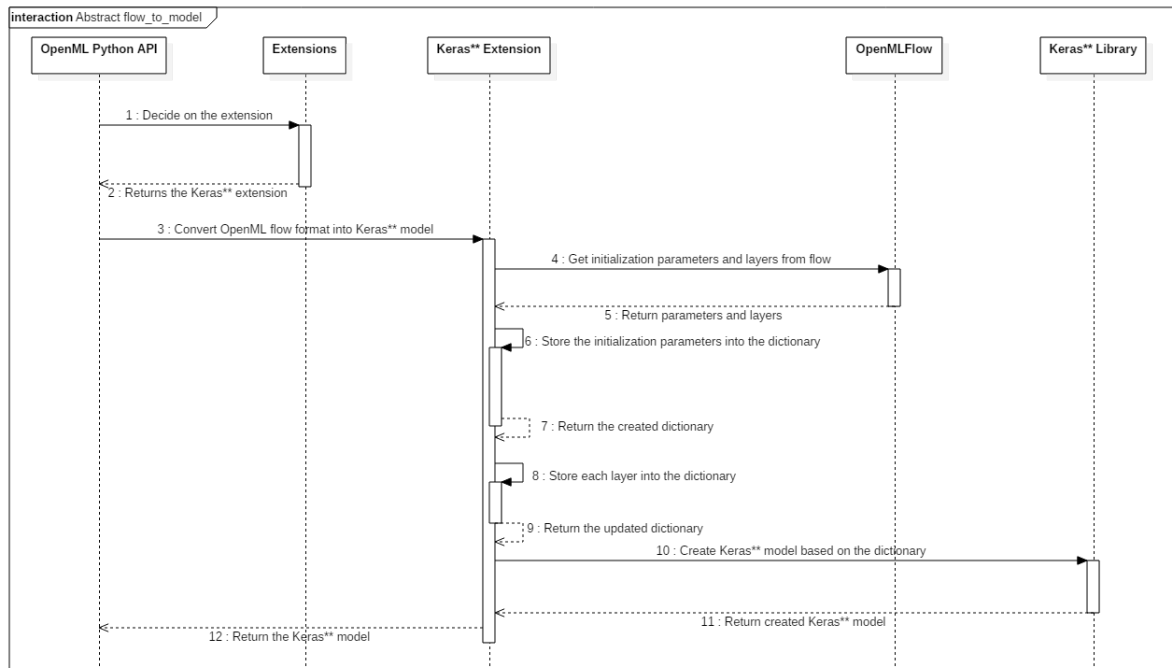 interaction Abstract flow_to_model
OpenML Python API
Extensions
Keras** Extension
OpenMLFlow
Keras** Library
1 : Decide on the extension
2 : Returns the Keras** extension
3 : Convert OpenML flow format into Keras** model
4 : Get initialization parameters and layers from flow
5 : Return parameters and layers
6 : Store the initialization parameters into the dictionary
7 : Return the created dictionary
8 : Store each layer into the dictionary
9 : Return the updated dictionary
10 : Create Keras** model based on the dictionary
11 : Return created Keras** model
12 : Return the Keras** model